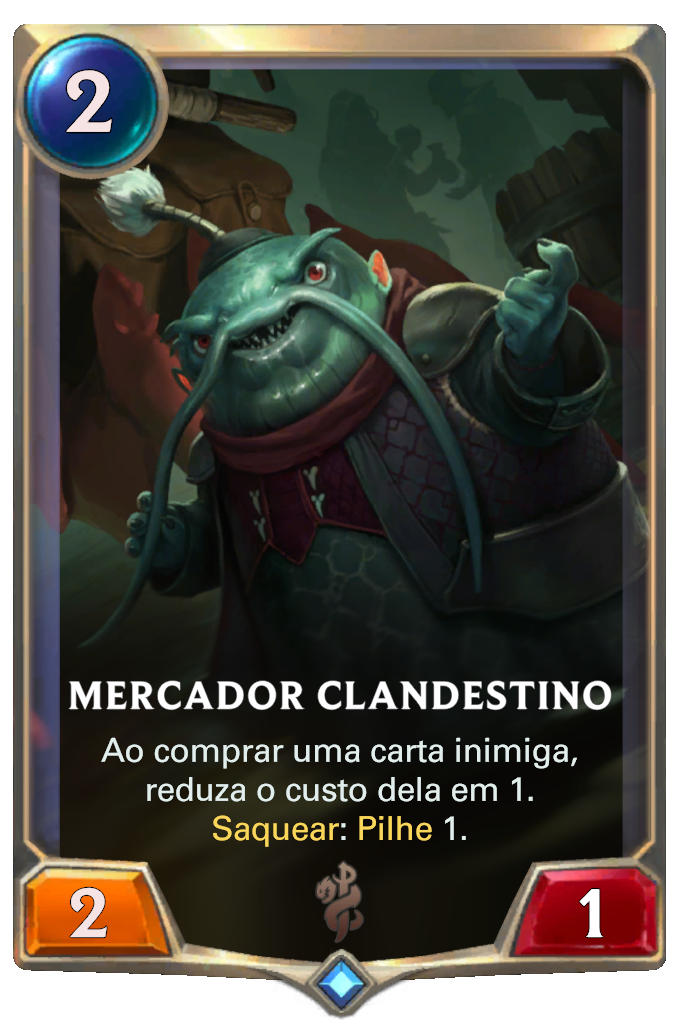 2
MERCADOR CLANDESTINO
Ao comprar uma carta inimiga,
reduza o custo dela em 1.
Saquear: Pilhe 1.
2
1